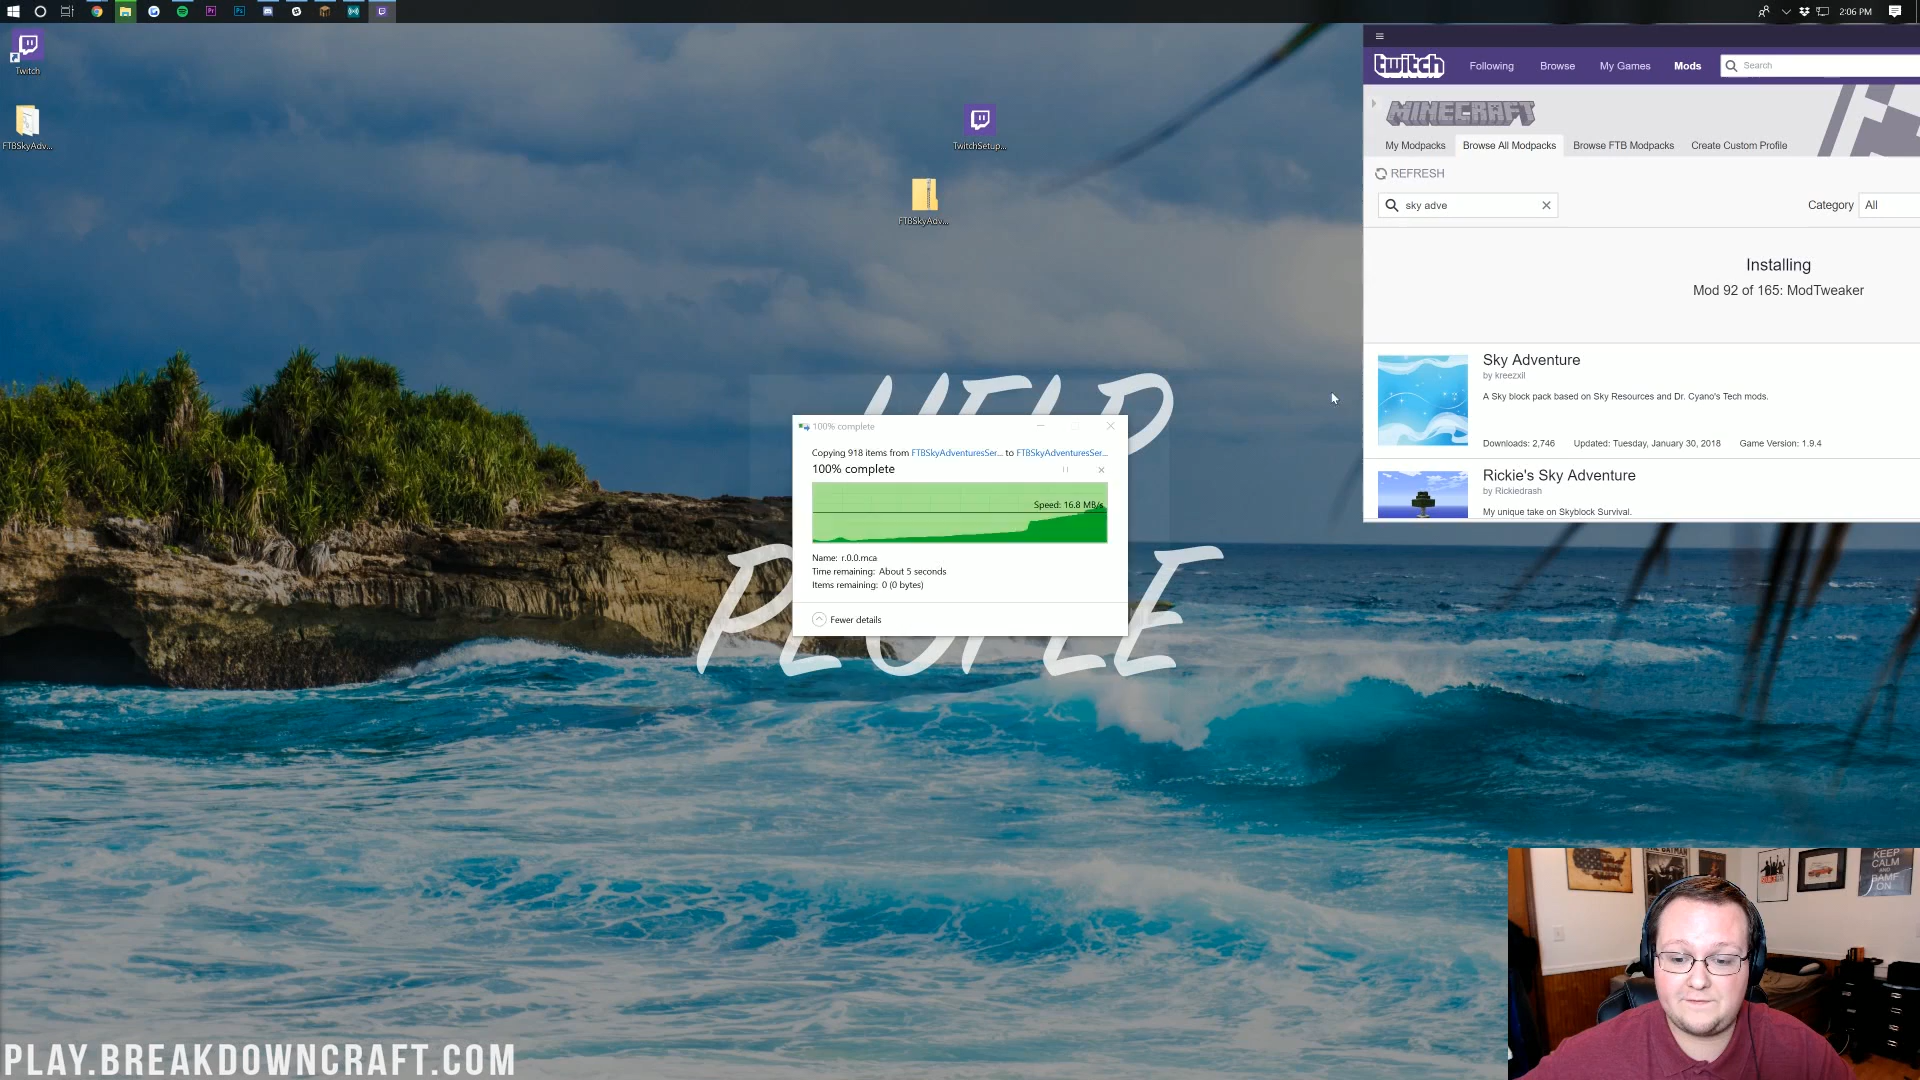 2:06 PM
Twitch
FTBSkyAdv...
TwitchSetup...
FTBSkyAdv...
twitch
Following
Browse
My Games
Mods
Search
MINECRAFT
My Modpacks
Browse All Modpacks
Browse FTB Modpacks
Create Custom Profile
REFRESH
sky adve
Category
All
Installing
Mod 92 of 165: ModTweaker
Sky Adventure
by kreezxil
A Sky block pack based on Sky Resources and Dr. Cyano's Tech mods.
Downloads: 2,746 Updated: Tuesday, January 30, 2018 Game Version: 1.9.4
Rickie's Sky Adventure
by Rickiedrash
My unique take on Skyblock Survival.
HELP
PEOPLE
100% complete
Copying 918 items from FTBSkyAdventuresSer... to FTBSkyAdventuresSer...
100% complete
Speed: 16.8 MB/s
Name: r.0.0.mca
Time remaining: About 5 seconds
Items remaining: 0 (0 bytes)
Fewer details
KEEP
CALM
AND
BAMF
ON
PLAY.BREAKDOWNCRAFT.COM